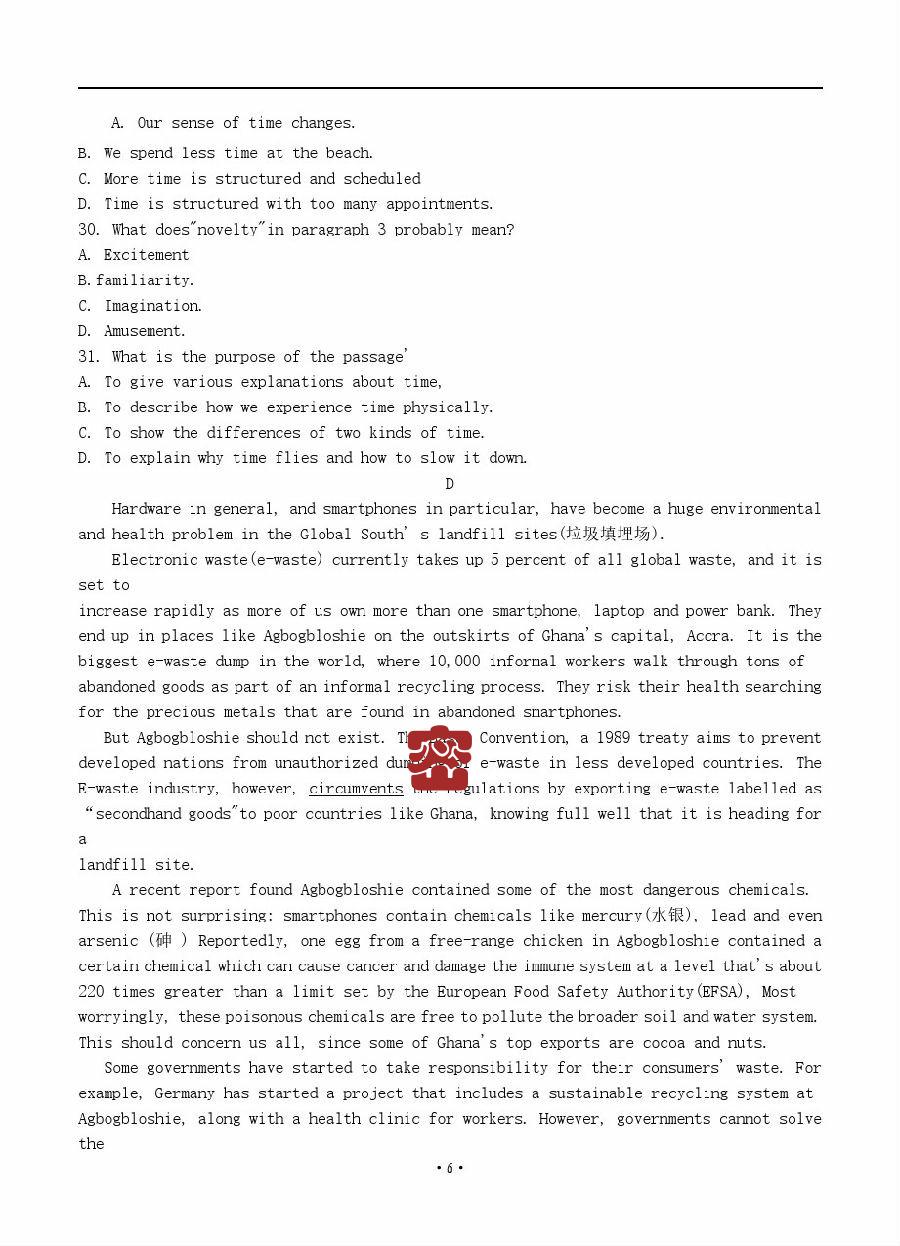 A. Our sense of time changes.
B. We spend less time at the beach.
C. More time is structured and scheduled
D. Time is structured with too many appointments.
30. What does"novelty"in paragraph 3 probably mean?
A. Excitement
B.familiarity.
C. Imagination.
D. Amusement.
31. What is the purpose of the passage'
A. To give various explanations about time,
B. To describe how we experience time physically.
C. To show the differences of two kinds of time.
D. To explain why time flies and how to slow it down.
D
Hardware in general, and smartphones in particular, have become a huge environmental
and health problem in the Global South's landfill sites(垃圾填埋场).
Electronic waste(e-waste) currently takes up 5 percent of all global waste, and it is
set to
increase rapidly as more of us own more than one smartphone, laptop and power bank. They
end up in places like Agbogbloshie on the outskirts of Ghana's capital, Accra. It is the
biggest e-waste dump in the world, where 10,000 informal workers walk through tons of
abandoned goods as part of an informal recycling process. They risk their health searching
for the precious metals that are found in abandoned smartphones.
But Agbogbloshie should not exist. Convention, a 1989 treaty aims to prevent
developed nations from unauthorized e-waste in less developed countries. The
E-waste industry, however, circumvents regulations by exporting e-waste labelled as
“secondhand goods"to poor countries like Ghana, knowing full well that it is heading for
a
landfill site.
A recent report found Agbogbloshie contained some of the most dangerous chemicals.
This is not surprising: smartphones contain chemicals like mercury(水银), lead and even
arsenic (砷 ) Reportedly, one egg from a free-range chicken in Agbogbloshie contained a
certain chemical which can cause cancer and damage the immune system at a level that's about
220 times greater than a limit set by the European Food Safety Authority(EFSA), Most
worryingly, these poisonous chemicals are free to pollute the broader soil and water system.
This should concern us all, since some of Ghana's top exports are cocoa and nuts.
Some governments have started to take responsibility for their consumers' waste. For
example, Germany has started a project that includes a sustainable recycling system at
Agbogbloshie, along with a health clinic for workers. However, governments cannot solve
the
•6•